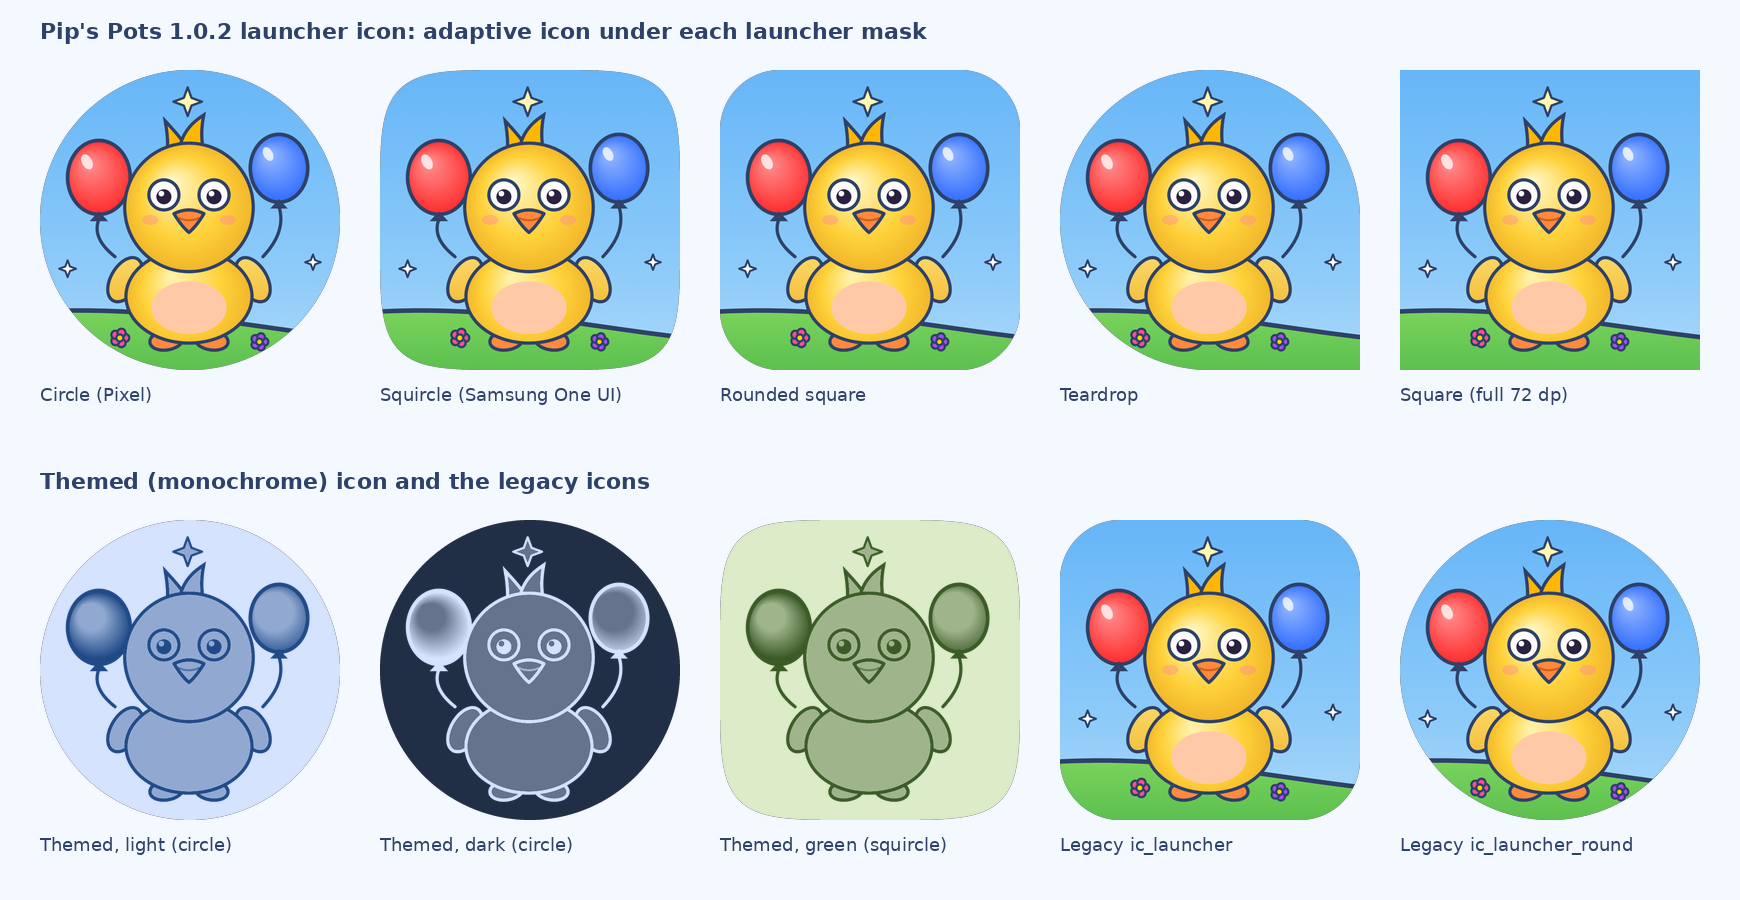 Pip's Pots 1.0.2 launcher icon: adaptive icon under each launcher mask
Circle (Pixel)
Squircle (Samsung One UI)
Rounded square
Teardrop
Square (full 72 dp)
Themed (monochrome) icon and the legacy icons
Themed, light (circle)
Themed, dark (circle)
Themed, green (squircle)
Legacy ic_launcher
Legacy ic_launcher_round